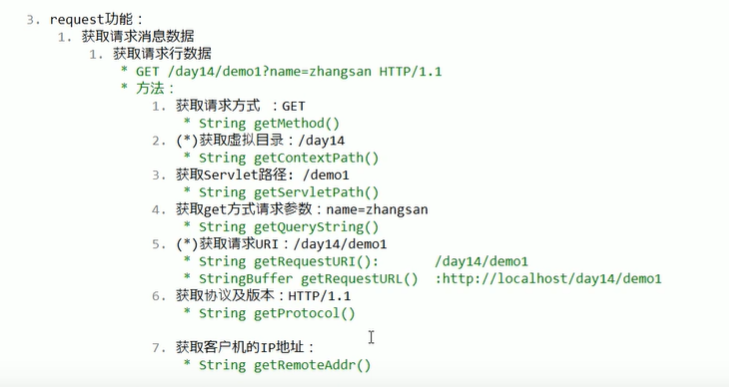 3. request功能：
1. 获取请求消息数据
1. 获取请求行数据
* GET /day14/demo1?name=zhangsan HTTP/1.1
* 方法：
1. 获取请求方式 ：GET
* String getMethod()
2. (*)获取虚拟目录：/day14
* String getContextPath()
3. 获取Servlet路径: /demo1
* String getServletPath()
4. 获取get方式请求参数：name=zhangsan
* String getQueryString()
5. (*)获取请求URI：/day14/demo1
* String getRequestURI(): /day14/demo1
* StringBuffer getRequestURL() :http://localhost/day14/demo1
6. 获取协议及版本：HTTP/1.1
* String getProtocol()
7. 获取客户机的IP地址：
* String getRemoteAddr()